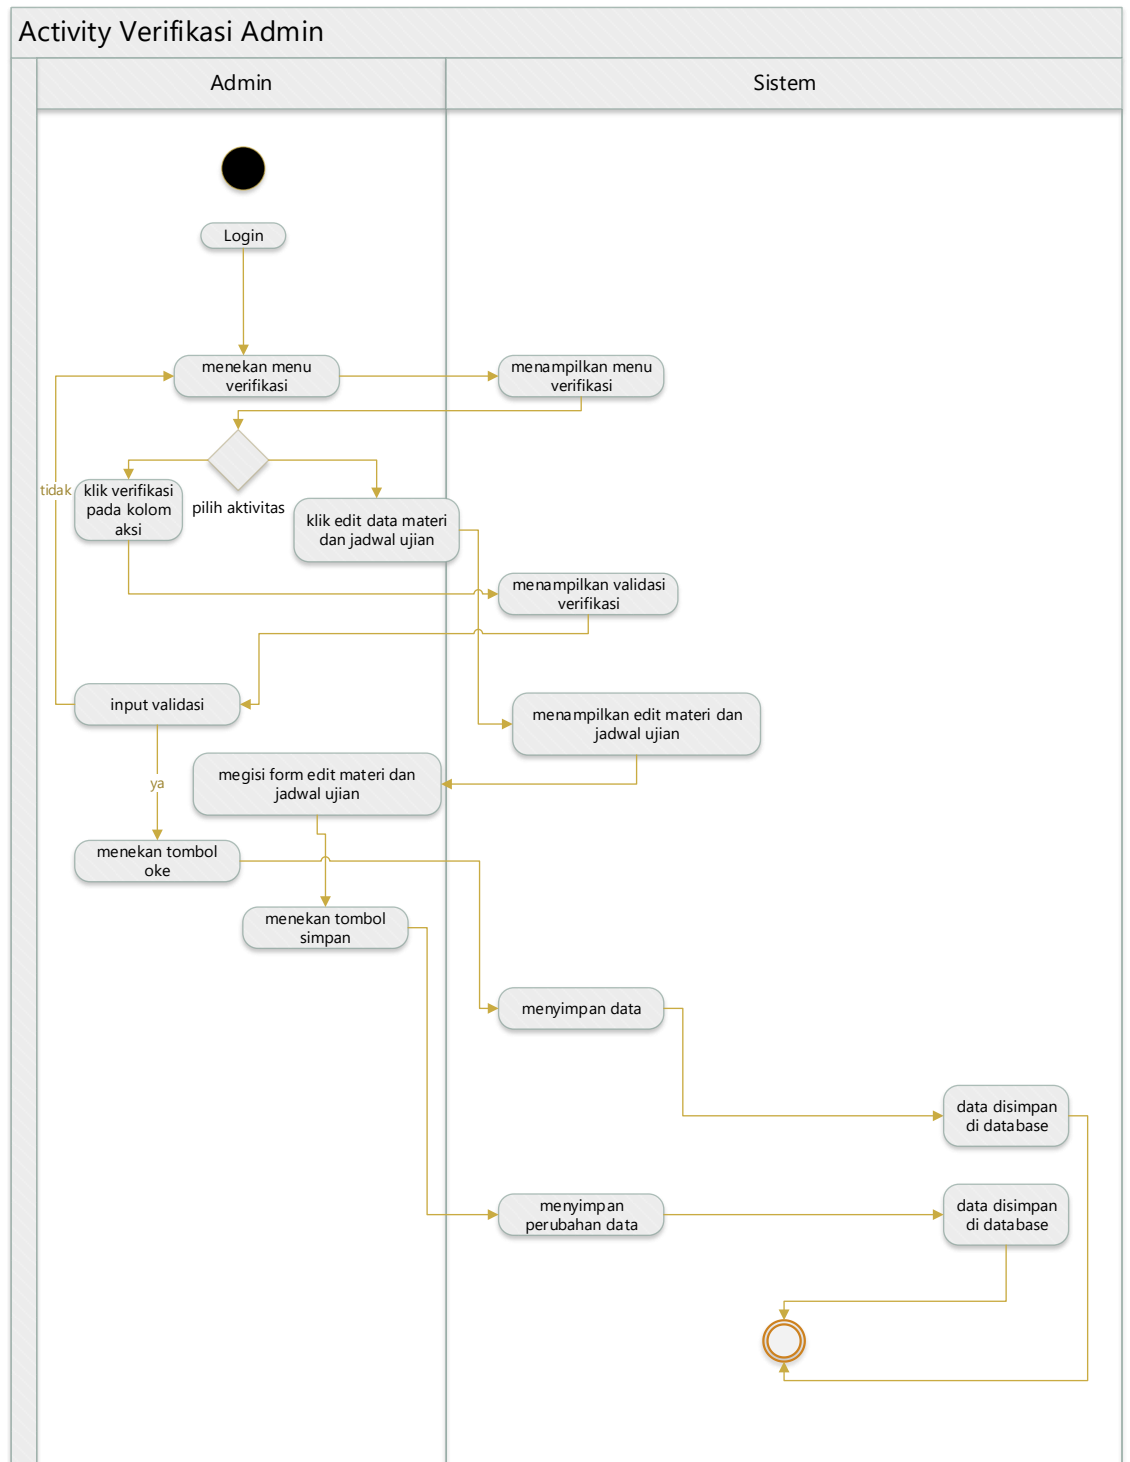 Activity Verifikasi Admin
Admin
Sistem
Login
menekan menu
verifikasi
menampilkan menu
verifikasi
tidak
klik verifikasi
pada kolom
aksi
pilih aktivitas
klik edit data materi
dan jadwal ujian
menampilkan validasi
verifikasi
input validasi
menampilkan edit materi dan
jadwal ujian
megisi form edit materi dan
jadwal ujian
ya
menekan tombol
oke
menekan tombol
simpan
menyimpan data
data disimpan
di database
menyimpan
perubahan data
data disimpan
di database